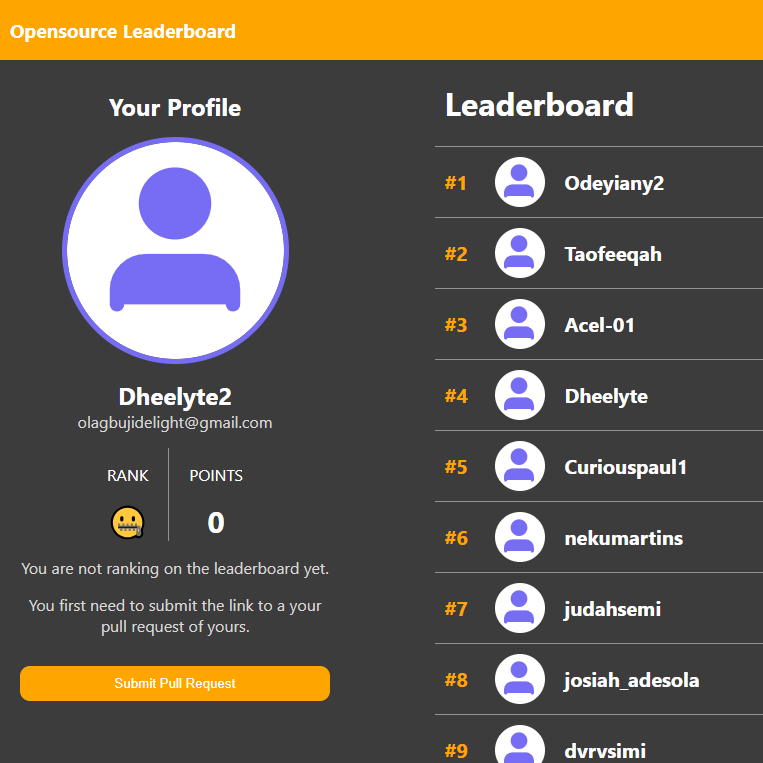 Opensource Leaderboard
Your Profile
Dheelyte2
olagbujidelight@gmail.com
RANK
POINTS
0
You are not ranking on the leaderboard yet.
You first need to submit the link to a your
pull request of yours.
Submit Pull Request
Leaderboard
#1 Odeyiany2
#2 Taofeeqah
#3 Acel-01
#4 Dheelyte
#5 Curiouspaul1
#6 nekumartins
#7 judahsemi
#8 josiah_adesola
#9 dvrvsimi